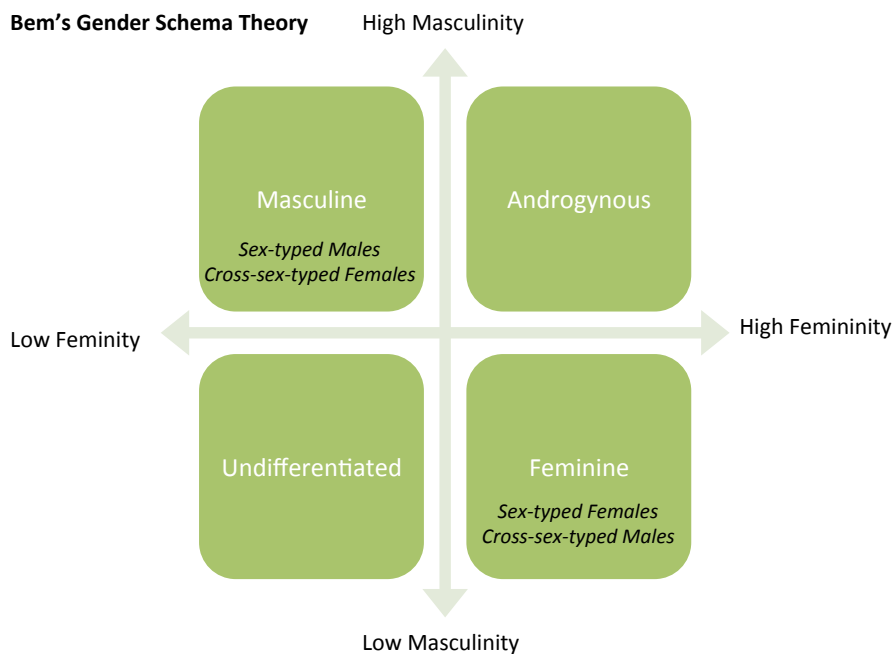 Bem’s Gender Schema Theory
High Masculinity
Masculine
Sex-typed Males
Cross-sex-typed Females
Androgynous
Low Feminity
High Femininity
Undifferentiated
Feminine
Sex-typed Females
Cross-sex-typed Males
Low Masculinity